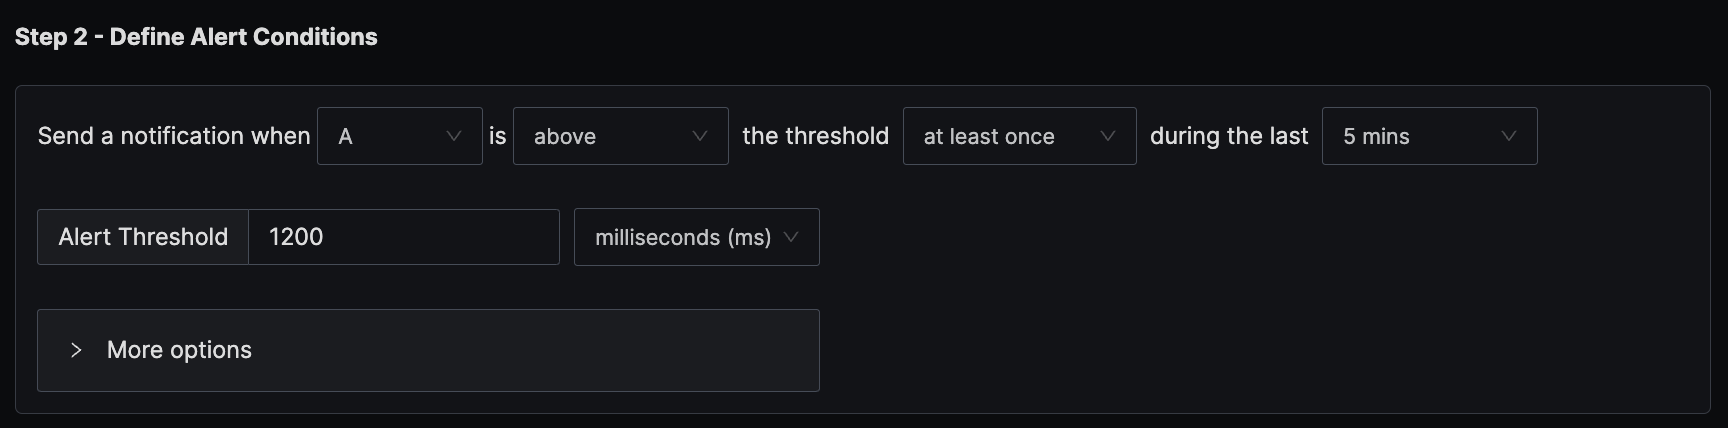 Step 2 - Define Alert Conditions
Send a notification when A is above the threshold at least once during the last 5 mins
Alert Threshold 1200 milliseconds (ms)
More options